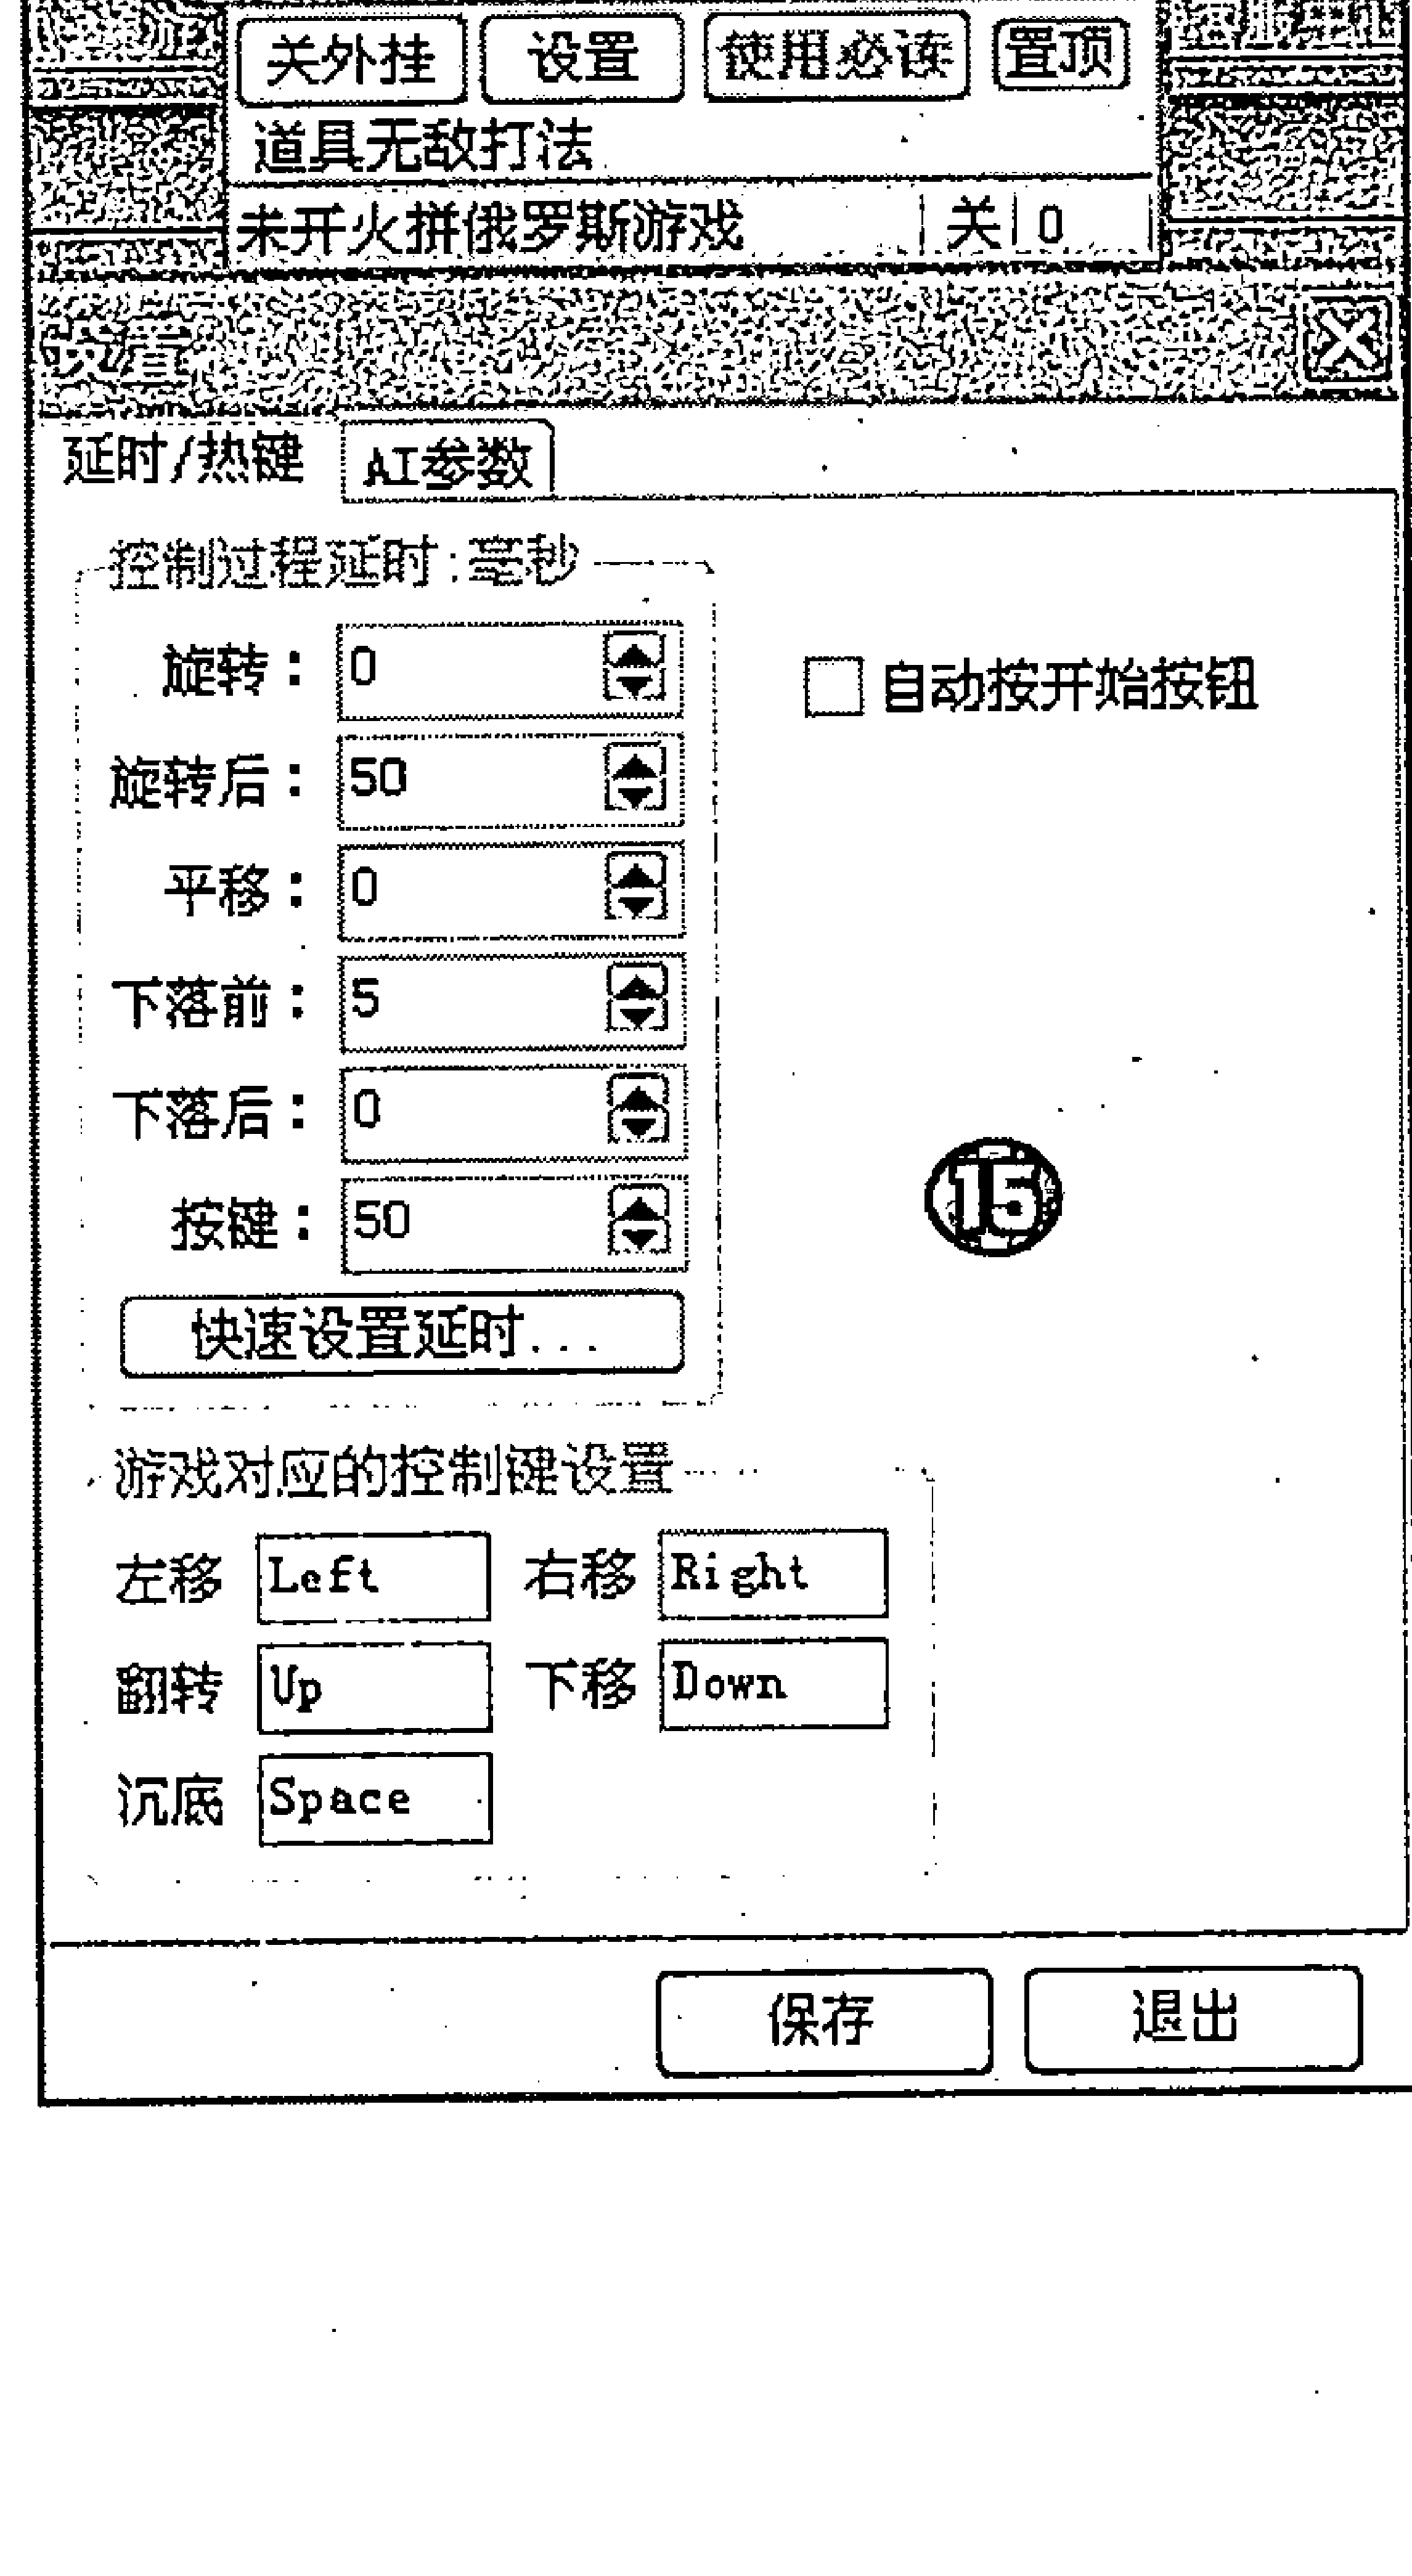 关外挂 设置 使用必读 置顶
道具无敌打法
未开火拼俄罗斯游戏 关 0
设置
延时/热键 AI参数
控制过程延时:毫秒
旋转: 0 自动按开始按钮
旋转后: 50
平移: 0
下落前: 5
下落后: 0
15
按键: 50
快速设置延时...
游戏对应的控制键设置
左移 Left 右移 Right
翻转 Up 下移 Down
沉底 Space
保存 退出